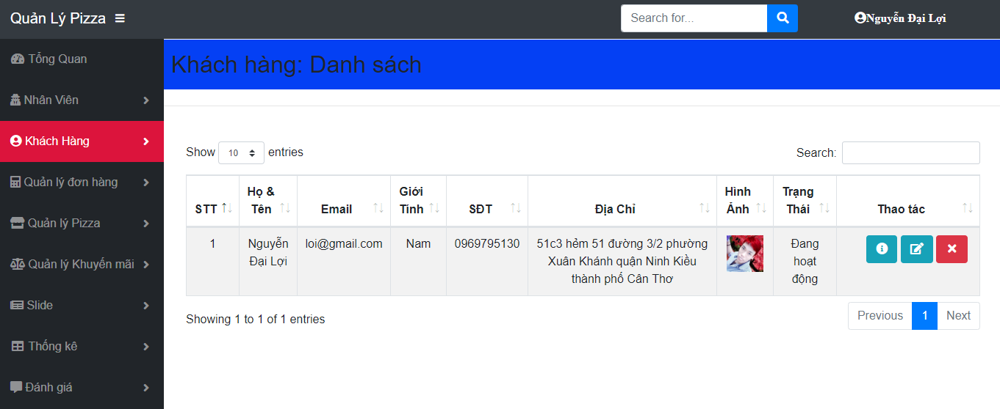 Quản Lý Pizza
Search for...
Nguyễn Đại Lợi
Tổng Quan
Nhân Viên
Khách Hàng
Quản lý đơn hàng
Quản lý Pizza
Quản lý Khuyến mãi
Slide
Thống kê
Đánh giá
Khách hàng: Danh sách
Show 10 entries
Search:
STT
Họ &
Tên
Email
Giới
Tính
SĐT
Địa Chỉ
Hình
Ảnh
Trạng
Thái
Thao tác
1
Nguyễn
Đại Lợi
loi@gmail.com
Nam
0969795130
51c3 hẻm 51 đường 3/2 phường
Xuân Khánh quận Ninh Kiều
thành phố Cân Thơ
Đang
hoạt
động
Showing 1 to 1 of 1 entries
Previous 1 Next